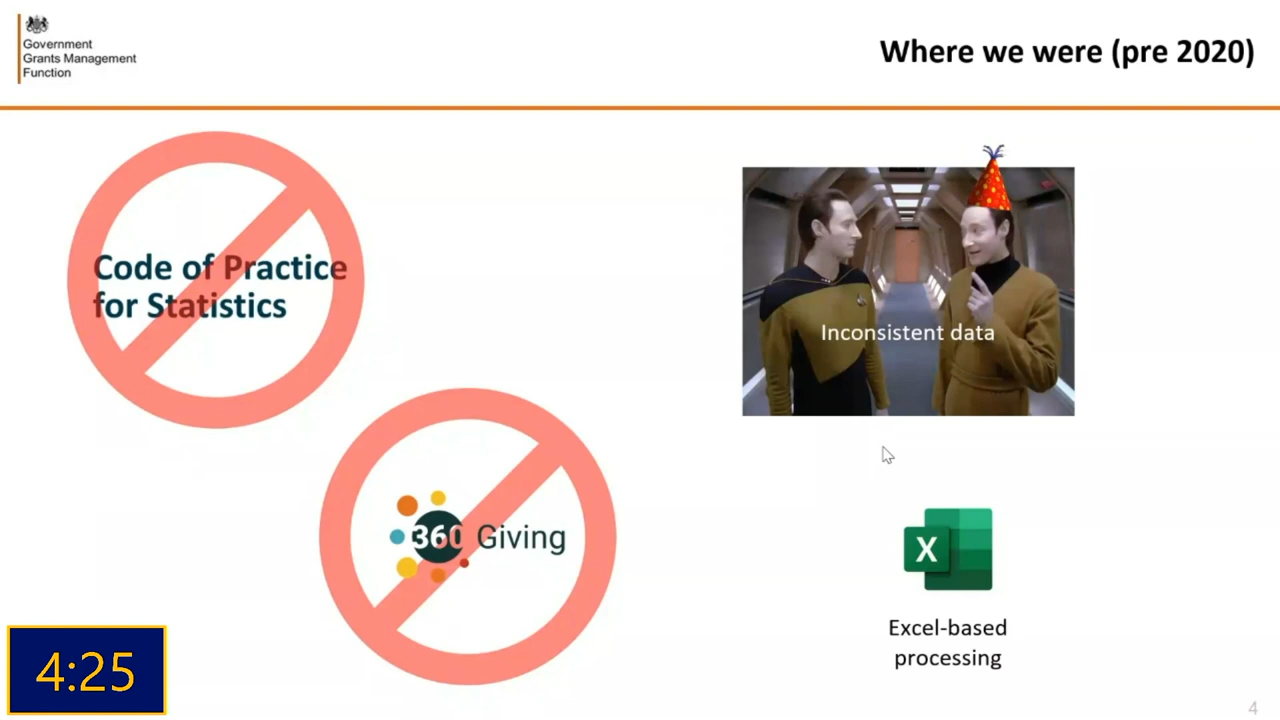 Government
Grants Management
Function
Where we were (pre 2020)
Code of Practice
for Statistics
Inconsistent data
360 Giving
X
Excel-based
processing
4:25
4